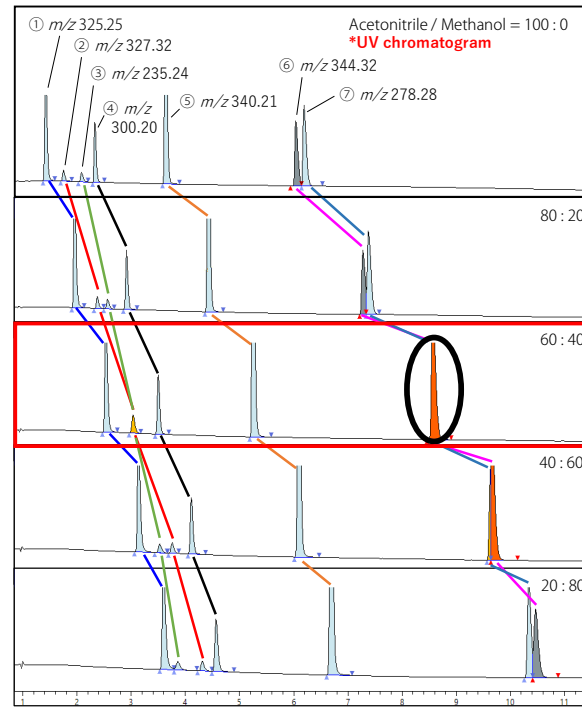 ① m/z 325.25
② m/z 327.32
③ m/z 235.24
④ m/z
300.20
⑤ m/z 340.21
Acetonitrile / Methanol = 100 : 0
*UV chromatogram
⑥ m/z 344.32
⑦ m/z 278.28
80 : 20
60 : 40
40 : 60
20 : 80
1 2 3 4 5 6 7 8 9 10 11